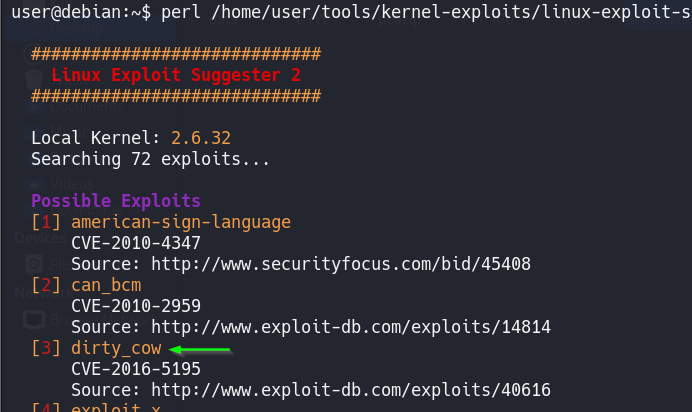 user@debian:~$ perl /home/user/tools/kernel-exploits/linux-exploit-s
#############################
Linux Exploit Suggester 2
#############################
Local Kernel: 2.6.32
Searching 72 exploits...
Possible Exploits
[1] american-sign-language
CVE-2010-4347
Source: http://www.securityfocus.com/bid/45408
[2] can_bcm
CVE-2010-2959
Source: http://www.exploit-db.com/exploits/14814
[3] dirty_cow
CVE-2016-5195
Source: http://www.exploit-db.com/exploits/40616
[4] exploit_x